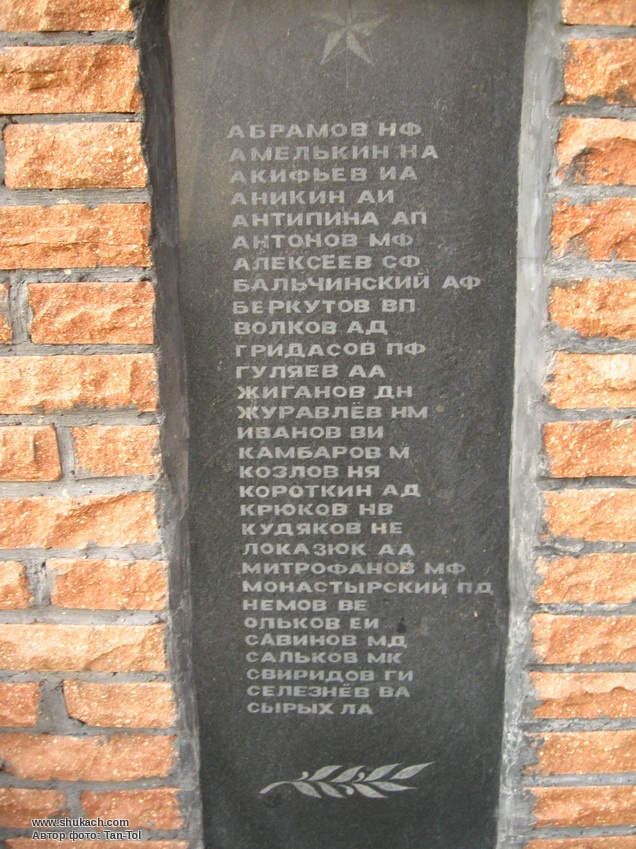 АБРАМОВ НФ
АМЕЛЬКИН НА
АКИФЬЕВ ИА
АНИКИН АИ
АНТИПИНА АП
АНТОНОВ МФ
АЛЕКСЕЕВ СФ
БАЛЬЧИНСКИЙ АФ
БЕРКУТОВ ВП
ВОЛКОВ АД
ГРИДАСОВ ПФ
ГУЛЯЕВ АА
ЖИГАНОВ ДН
ЖУРАВЛЁВ НМ
ИВАНОВ ВИ
КАМБАРОВ М
КОЗЛОВ НЯ
КОРОТКИН АД
КРЮКОВ НВ
КУДЯКОВ НЕ
ЛОКАЗЮК АА
МИТРОФАНОВ МФ
МОНАСТЫРСКИЙ ПД
НЕМОВ ВЕ
ОЛЬКОВ ЕИ
САВИНОВ МД
САЛЬКОВ МК
СВИРИДОВ ГИ
СЕЛЕЗНЁВ ВА
СЫРЫХ ЛА
www.shukach.com
Автор фото: Tan-Tol